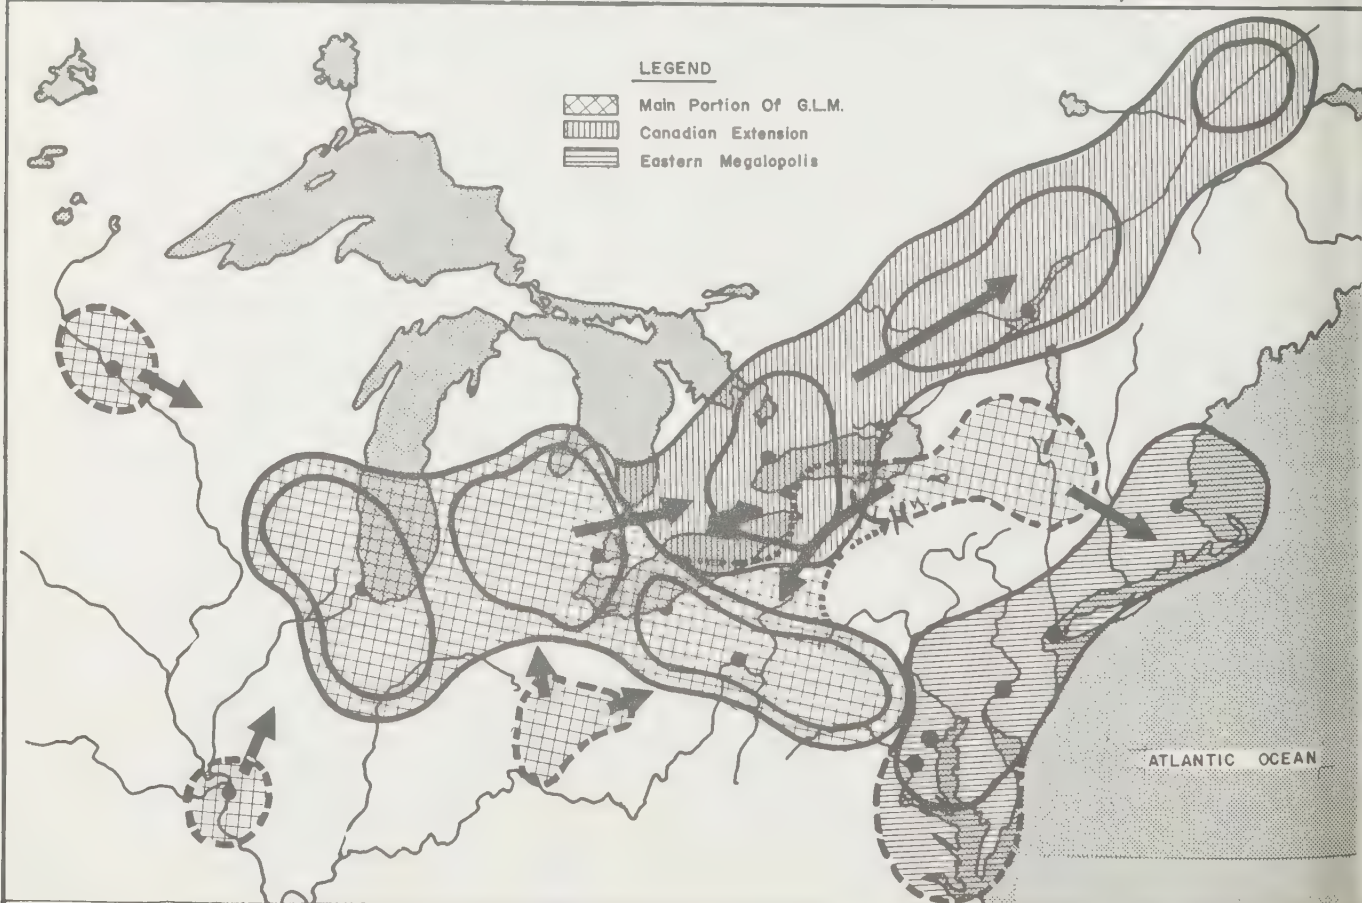 LEGEND
Main Portion Of G.L.M.
Canadian Extension
Eastern Megalopolis
ATLANTIC OCEAN